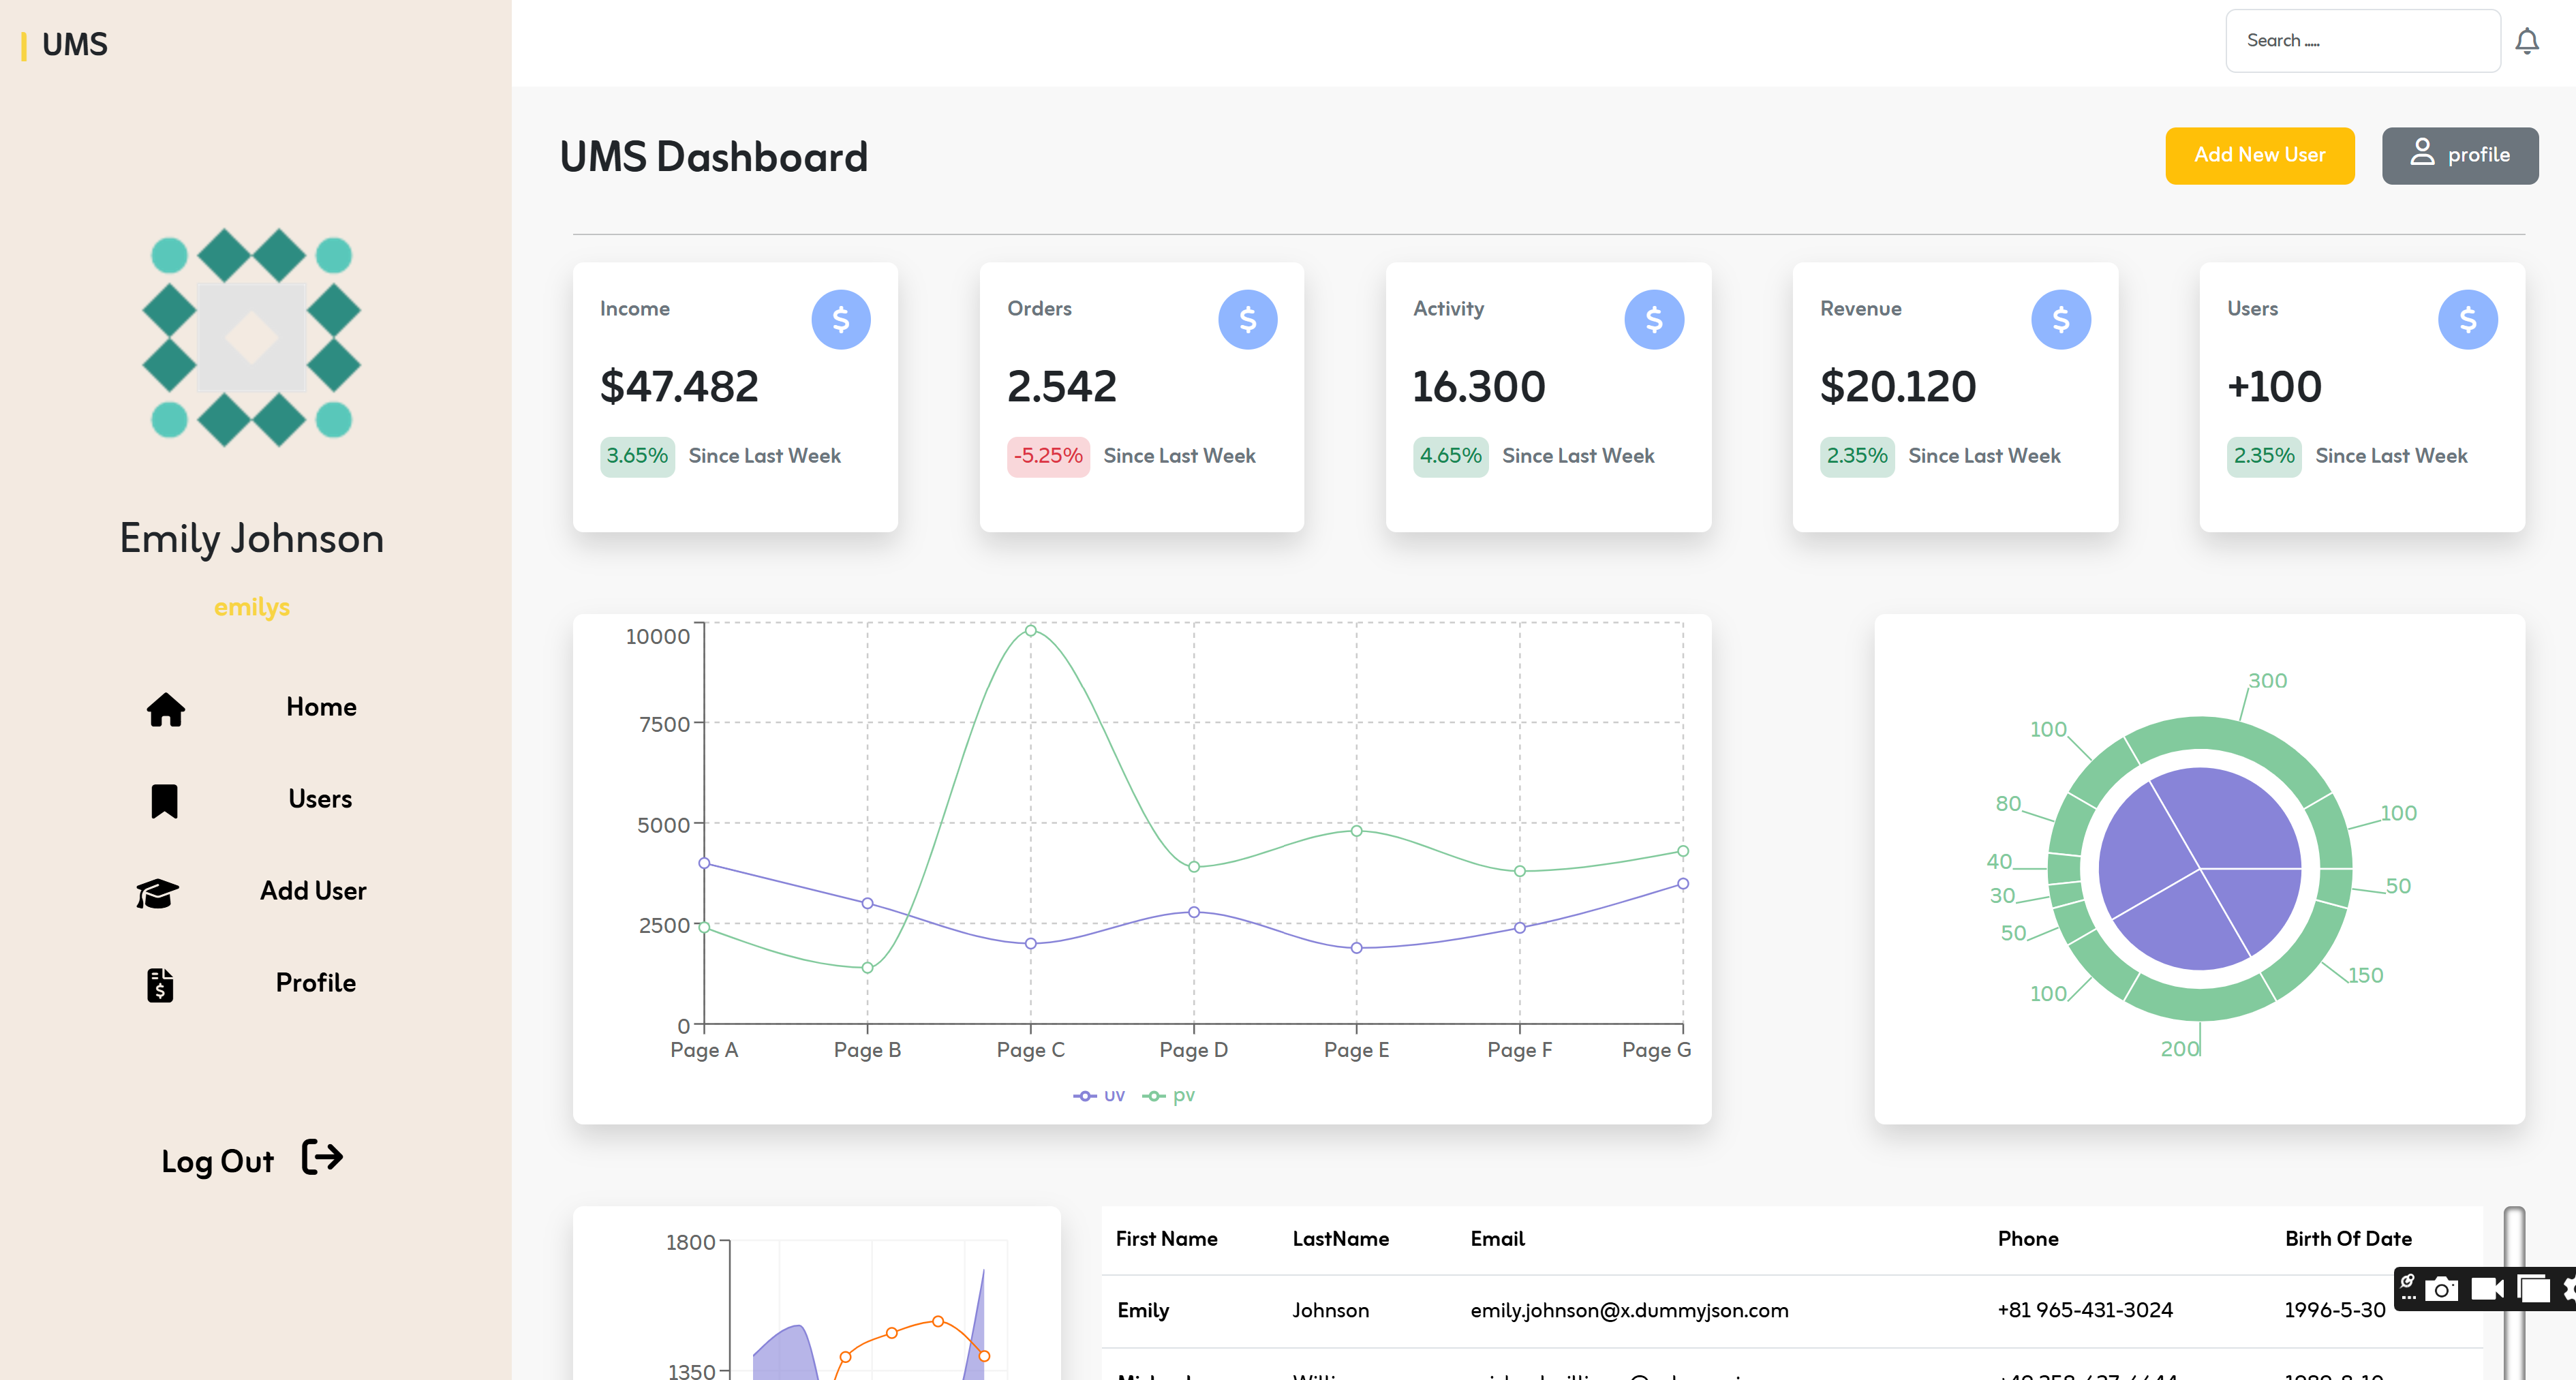 UMS
Emily Johnson
emilys
Home
Users
Add User
Profile
Log Out
Search .....
UMS Dashboard
Add New User
profile
Income
$
$47.482
3.65% Since Last Week
Orders
$
2.542
-5.25% Since Last Week
Activity
$
16.300
4.65% Since Last Week
Revenue
$
$20.120
2.35% Since Last Week
Users
$
+100
2.35% Since Last Week
10000
7500
5000
2500
0
Page A Page B Page C Page D Page E Page F Page G
uv pv
300
100
100
80
40
30
50
50
100
150
200
1800
1350
First Name LastName Email Phone Birth Of Date
Emily Johnson emily.johnson@x.dummyjson.com +81 965-431-3024 1996-5-30